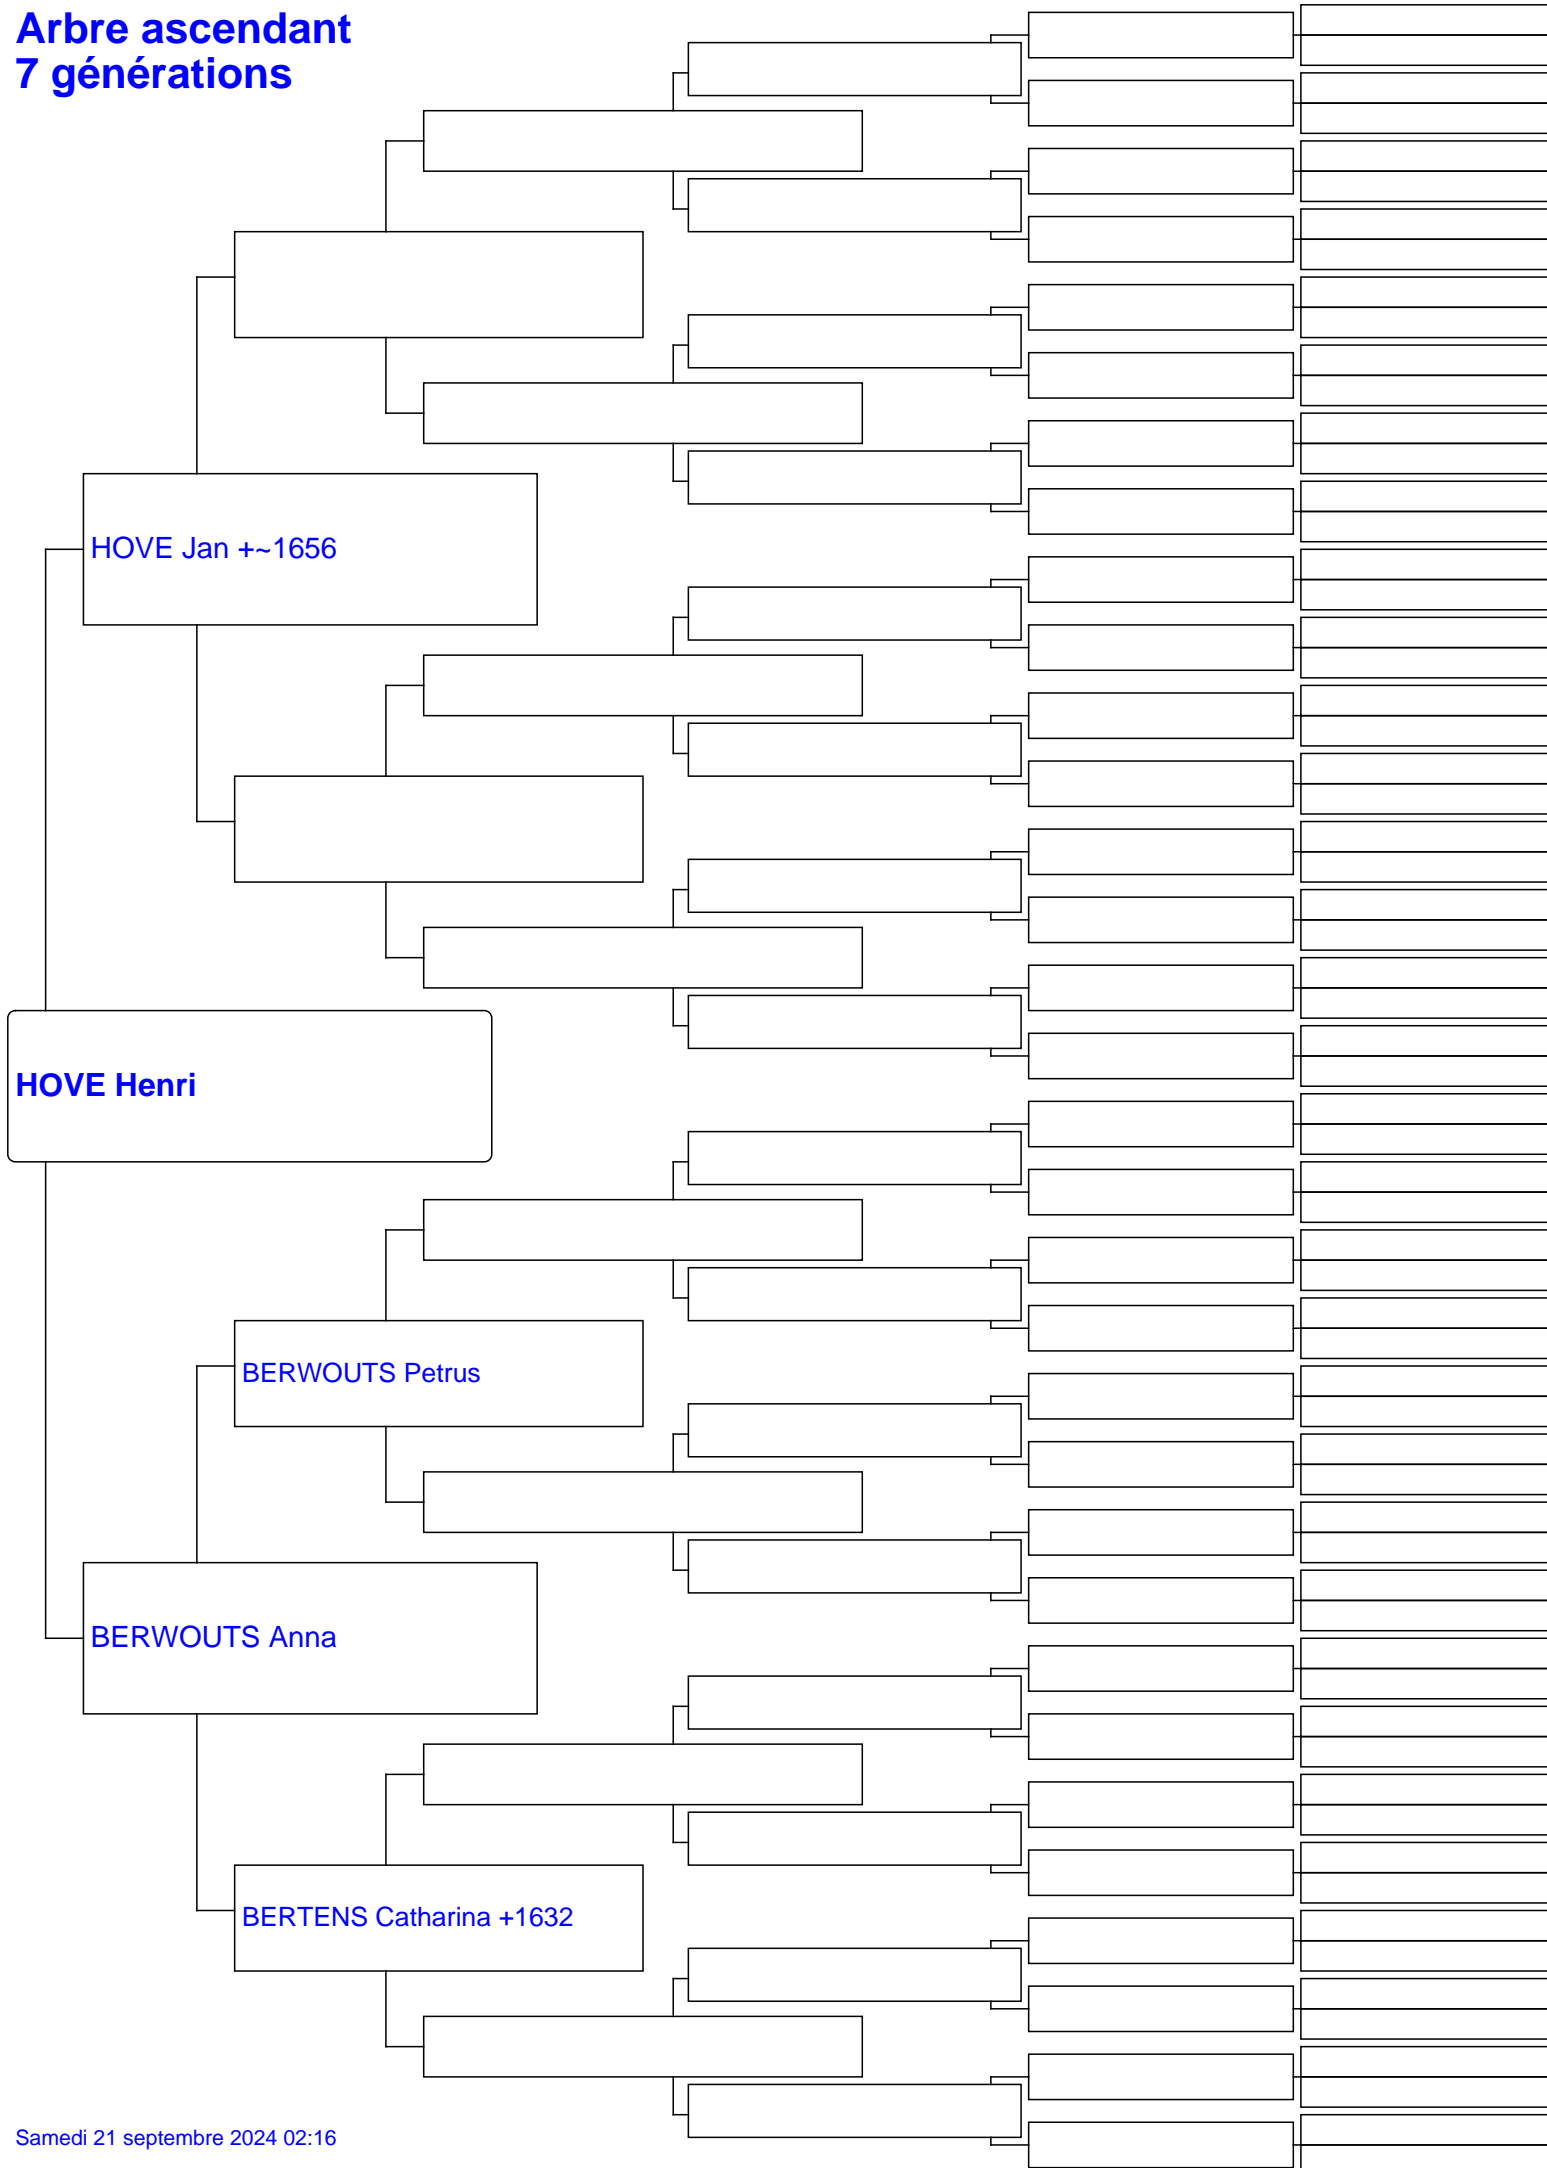 Arbre ascendant
7 générations
HOVE Jan +~1656
HOVE Henri
BERWOUTS Petrus
BERWOUTS Anna
BERTENS Catharina +1632
Samedi 21 septembre 2024 02:16